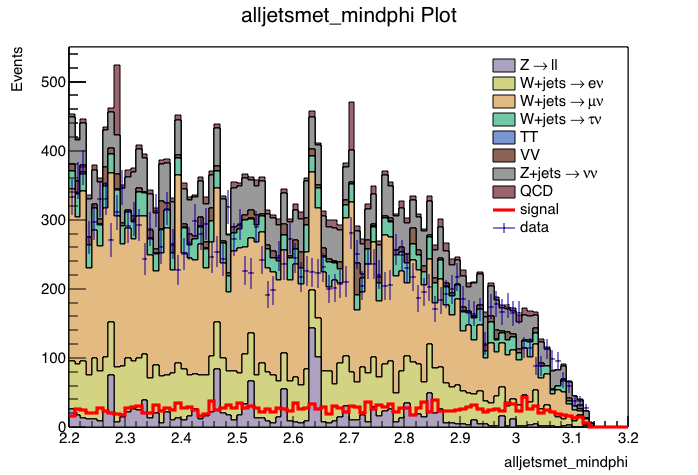 alljetsmet_mindphi Plot
Events
500
400
300
200
100
0
Z→ll
W+jets→eν
W+jets→μν
W+jets→τν
TT
VV
Z+jets→νν
QCD
signal
data
2.2 2.3 2.4 2.5 2.6 2.7 2.8 2.9 3 3.1 3.2
alljetsmet_mindphi